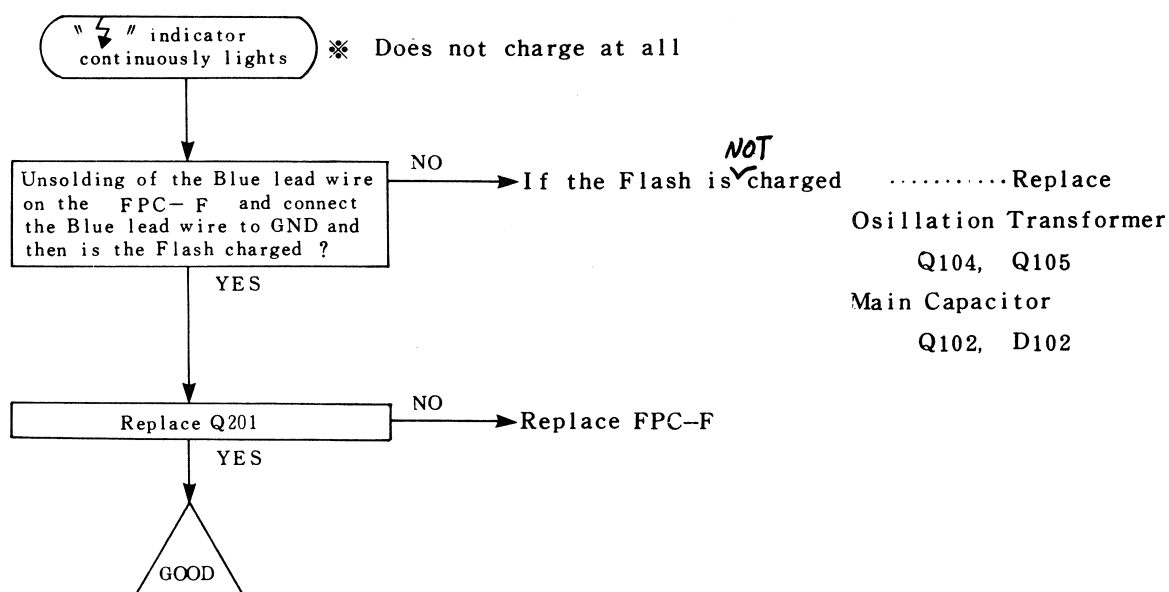 " " indicator
continuously lights
※ Does not charge at all
Unsolding of the Blue lead wire
on the FPC-F and connect
the Blue lead wire to GND and
then is the Flash charged ?
NO
If the Flash is NOT charged ·········· Replace
Osillation Transformer
Q104, Q105
Main Capacitor
Q102, D102
YES
Replace Q201
NO
Replace FPC-F
YES
GOOD